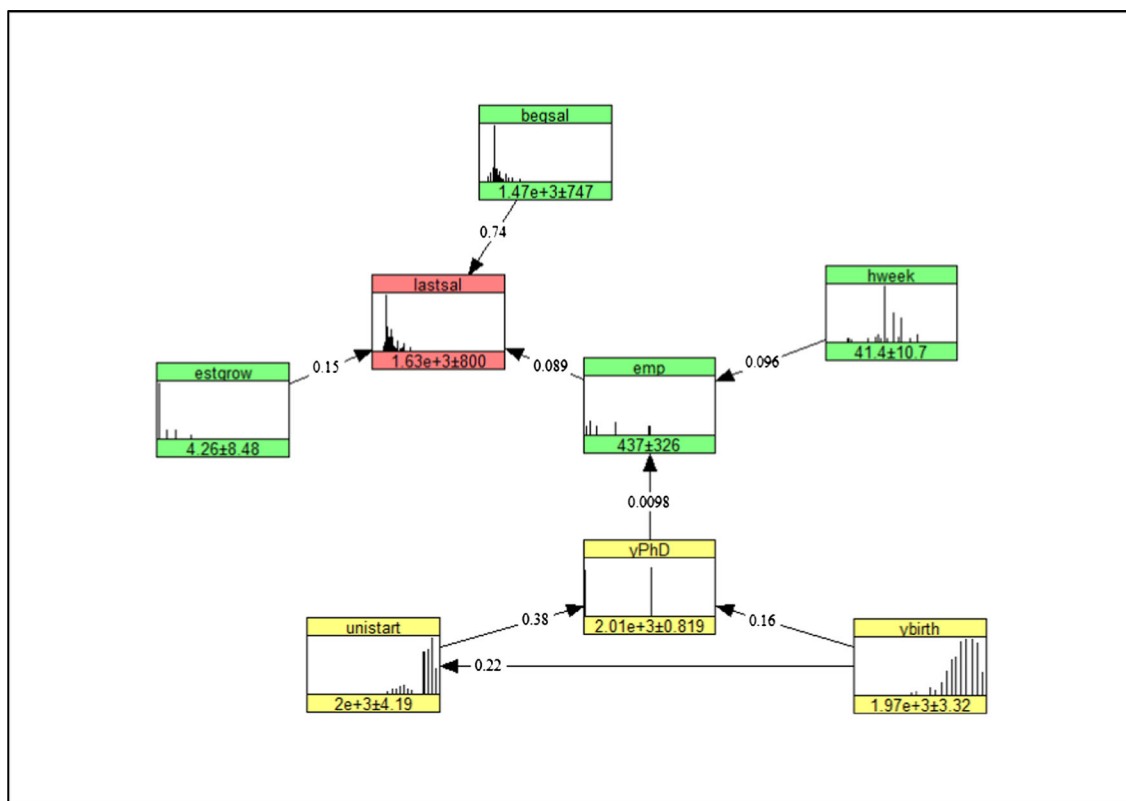 begsal
1.47e+3±747
0.74
lastsal
1.63e+3±800
hweek
41.4±10.7
0.15
0.089
0.096
estgrow
4.26±8.48
emp
437±326
0.0098
yPhD
2.01e+3±0.819
0.38
0.16
unistart
2e+3±4.19
0.22
ybirth
1.97e+3±3.32